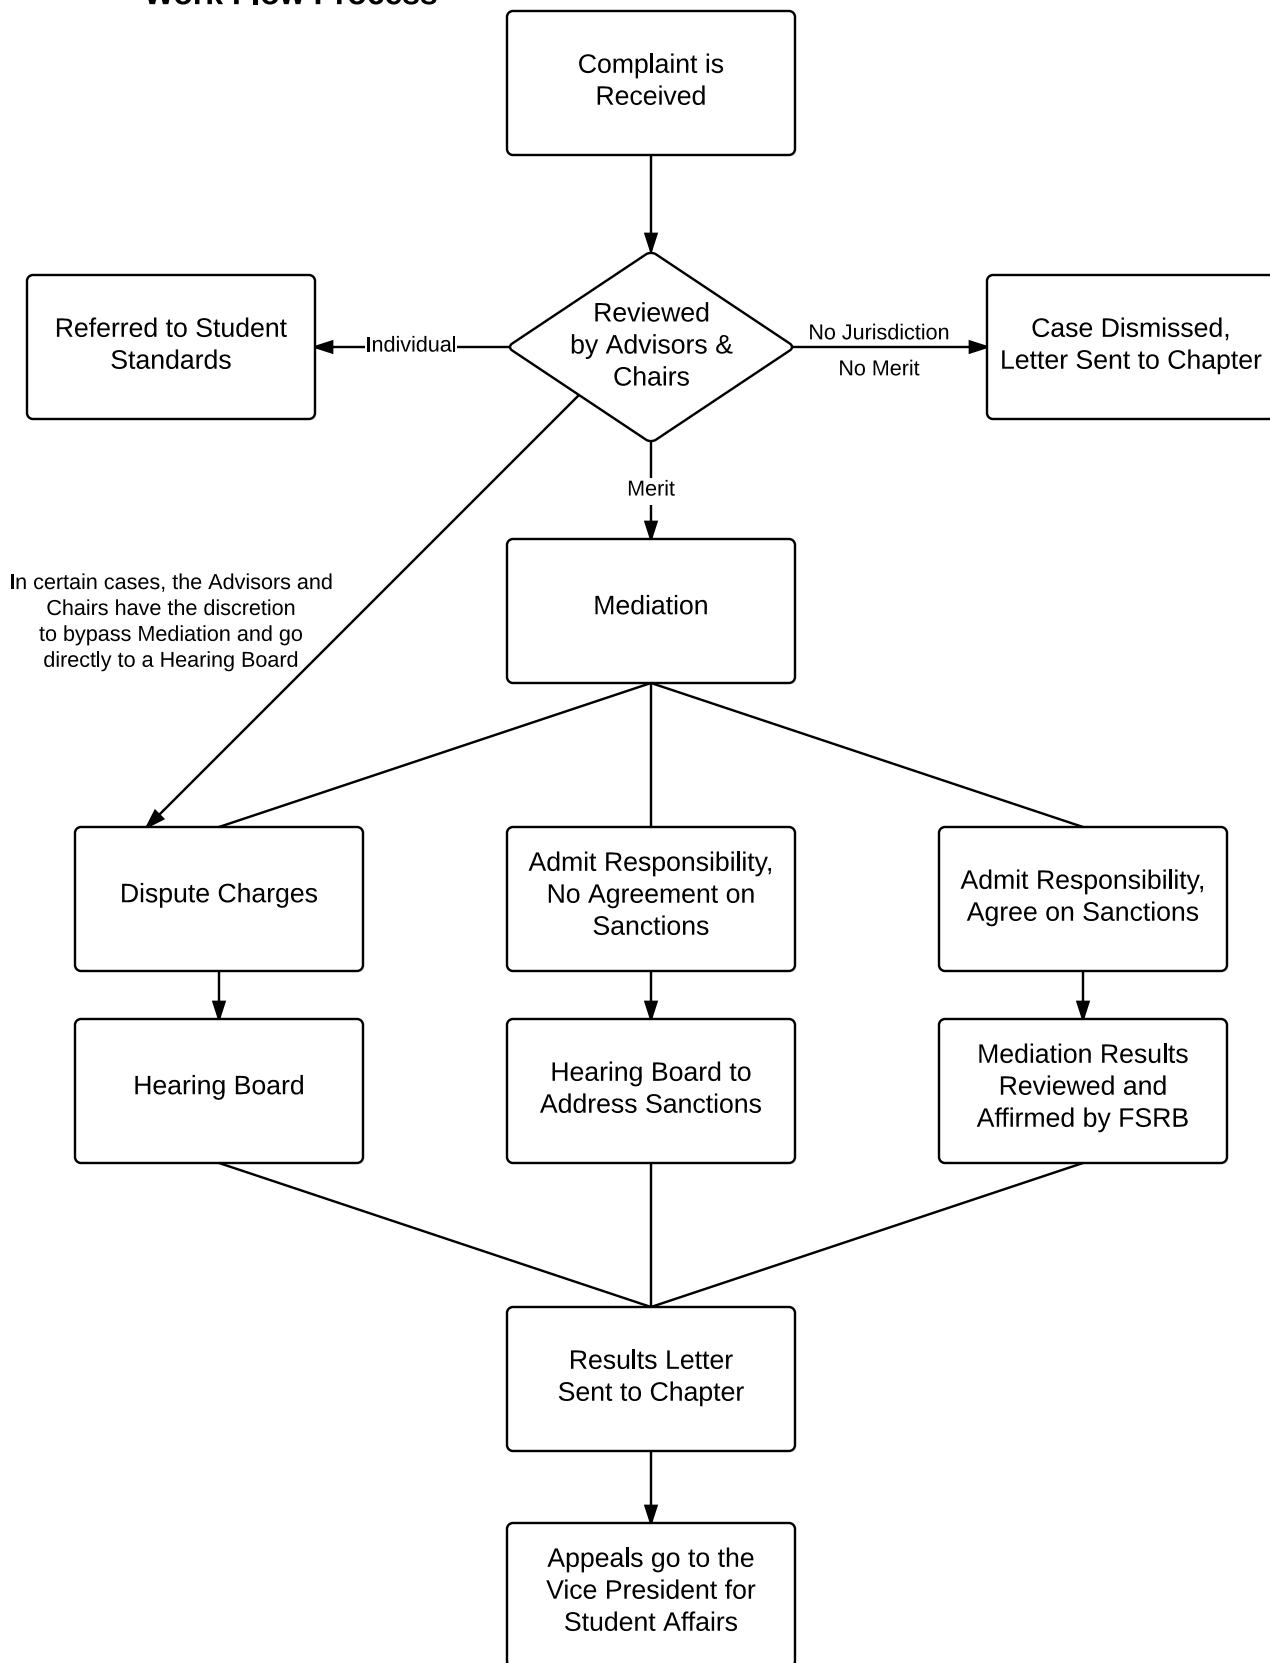 Work Flow Process
Complaint is
Received
Reviewed
by Advisors &
Chairs
Individual
Referred to Student
Standards
No Jurisdiction
No Merit
Case Dismissed,
Letter Sent to Chapter
Merit
Mediation
In certain cases, the Advisors and
Chairs have the discretion
to bypass Mediation and go
directly to a Hearing Board
Dispute Charges
Admit Responsibility,
No Agreement on
Sanctions
Admit Responsibility,
Agree on Sanctions
Hearing Board
Hearing Board to
Address Sanctions
Mediation Results
Reviewed and
Affirmed by FSRB
Results Letter
Sent to Chapter
Appeals go to the
Vice President for
Student Affairs